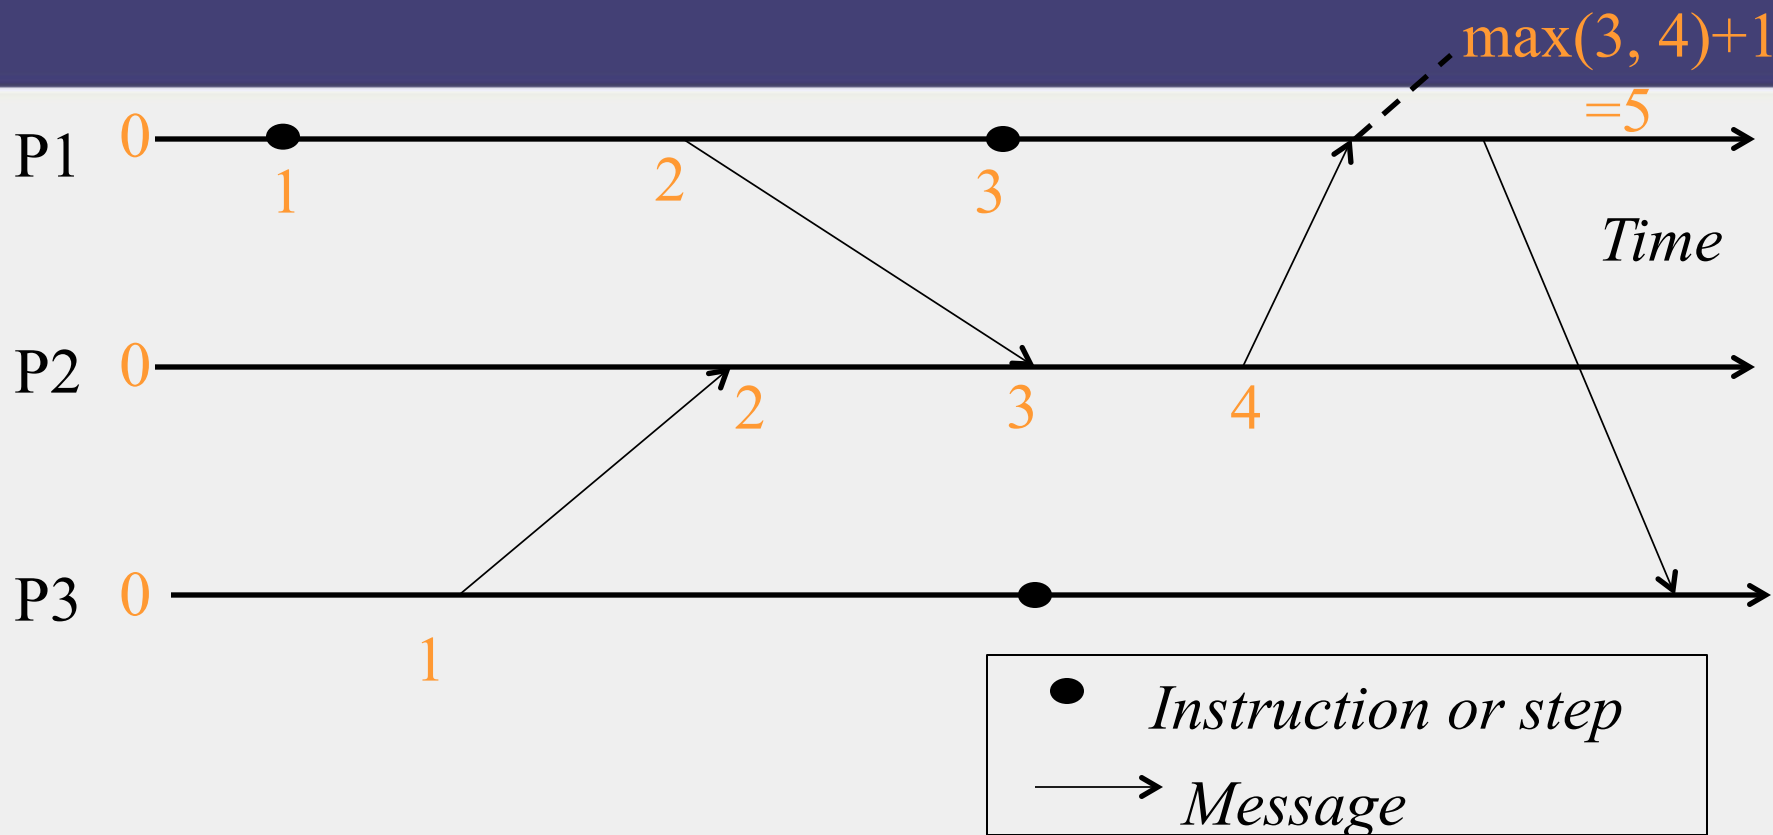 max(3, 4)+1
=5
P1 0
1 2 3
Time
P2 0
2 3 4
P3 0
1
Instruction or step
Message